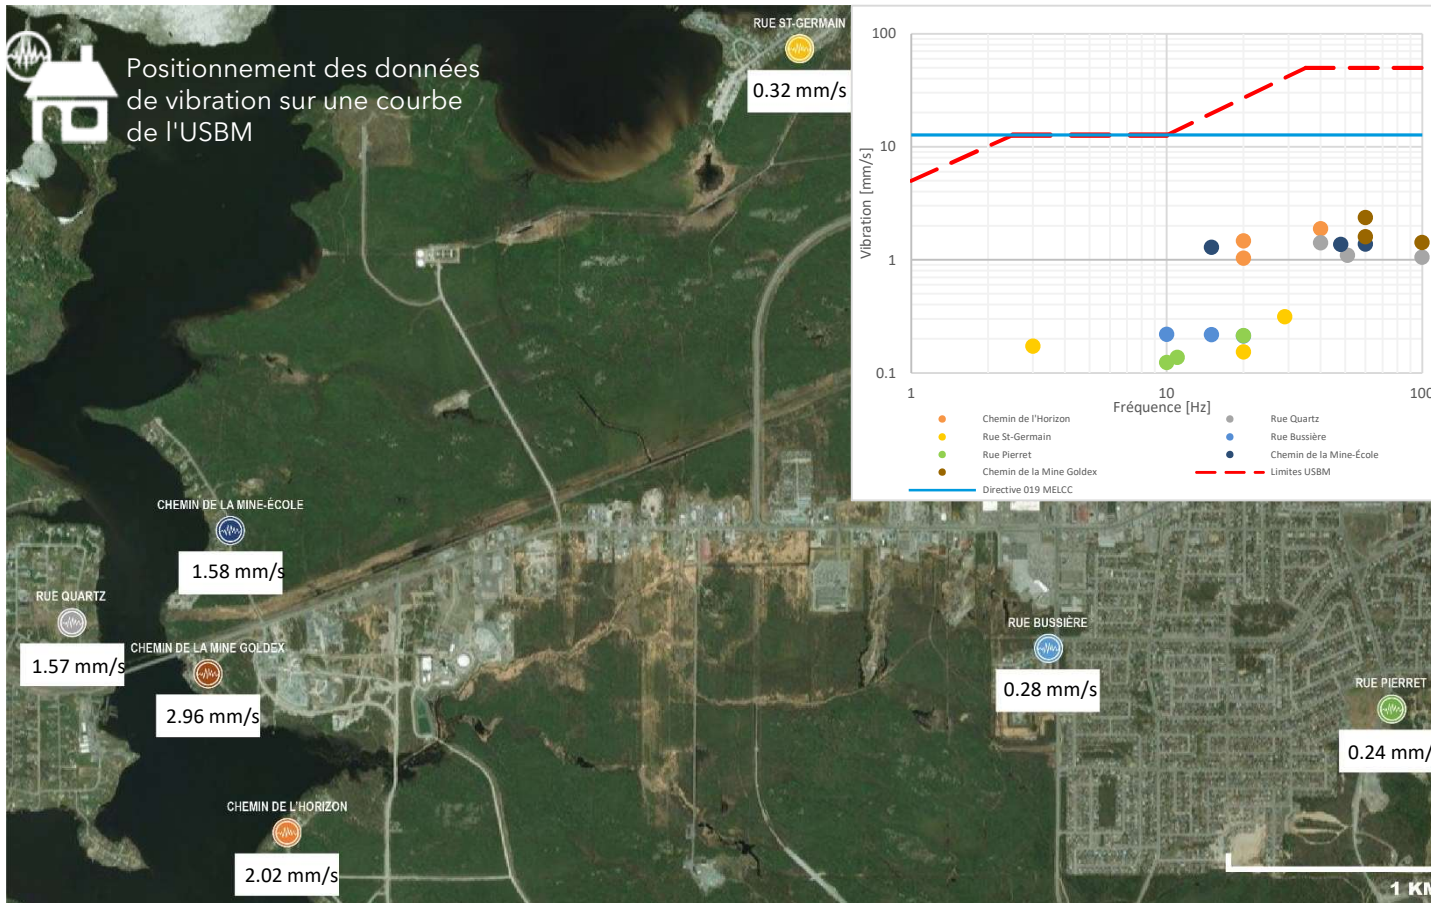 Positionnement des données
de vibration sur une courbe
de l'USBM
RUE ST-GERMAIN
0.32 mm/s
100
10
1
0.1
Vibration [mm/s]
1
10
100
Fréquence [Hz]
Chemin de l'Horizon
Rue Quartz
Rue St-Germain
Rue Bussière
Rue Pierret
Chemin de la Mine-École
Chemin de la Mine Goldex
Limites USBM
Directive 019 MELCC
CHEMIN DE LA MINE-ÉCOLE
1.58 mm/s
RUE QUARTZ
1.57 mm/s
CHEMIN DE LA MINE GOLDEX
2.96 mm/s
CHEMIN DE L'HORIZON
2.02 mm/s
RUE BUSSIÈRE
0.28 mm/s
RUE PIERRET
0.24 mm/
1 KM